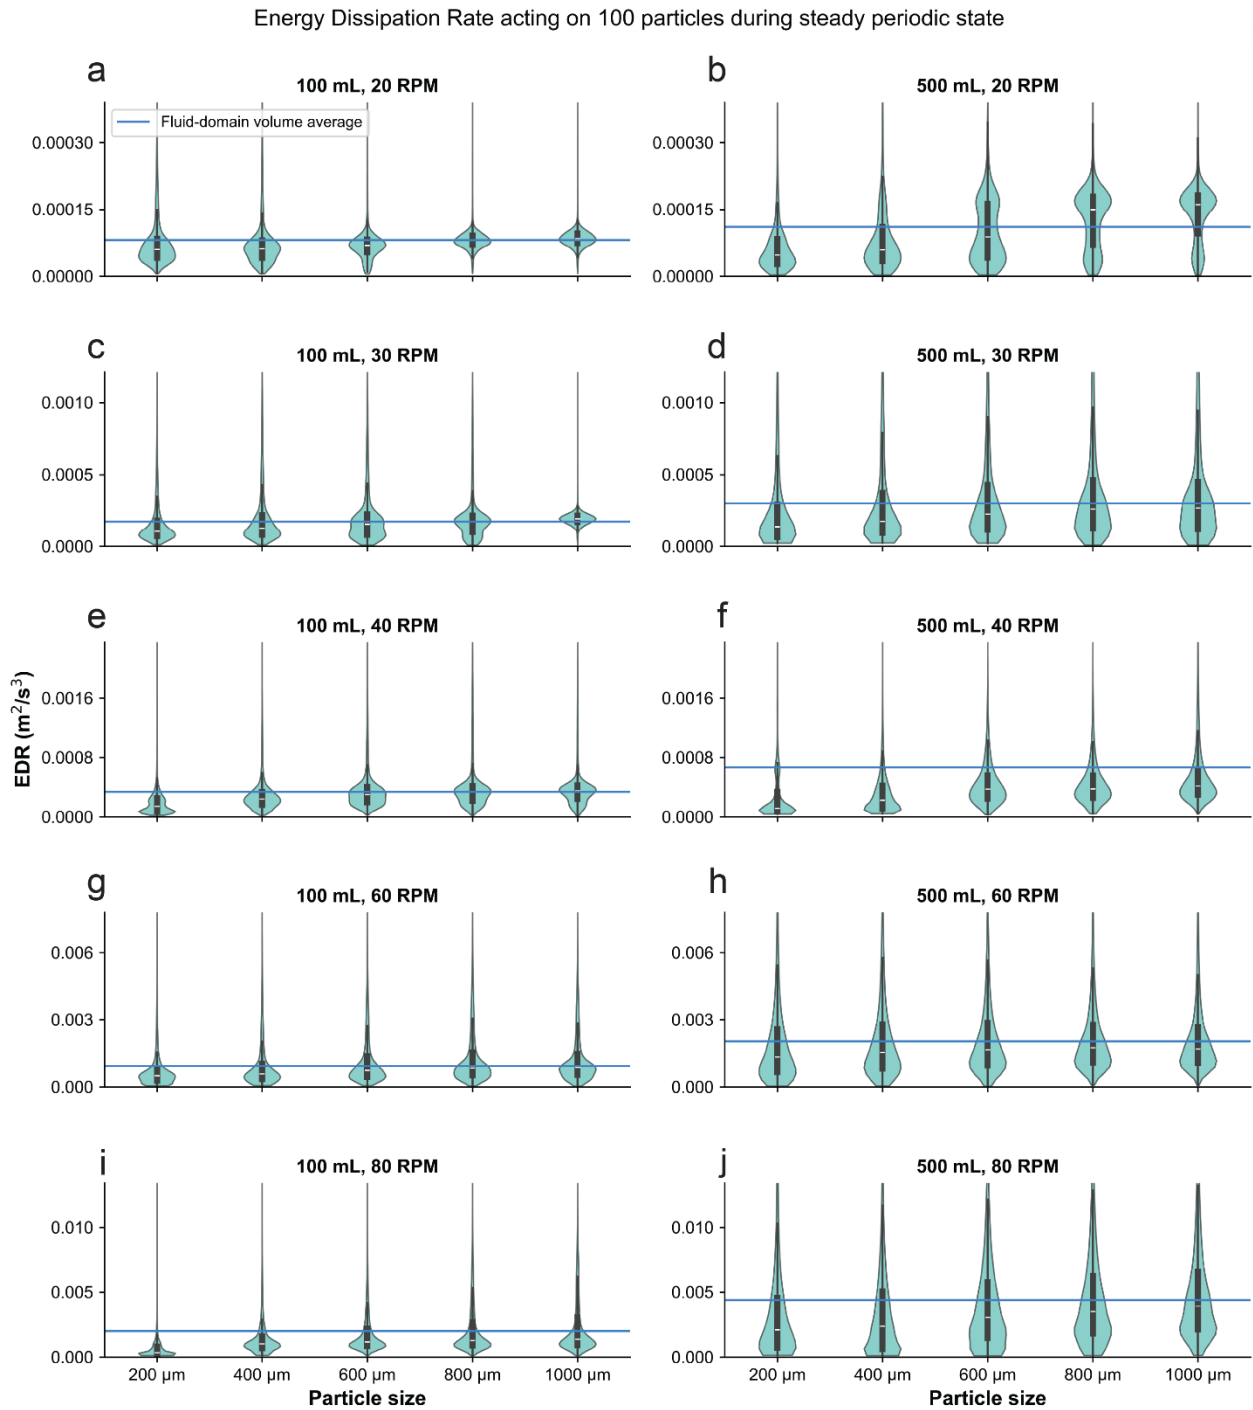 Energy Dissipation Rate acting on 100 particles during steady periodic state
a
100 mL, 20 RPM
Fluid-domain volume average
0.00030
0.00015
0.00000
b
500 mL, 20 RPM
0.00030
0.00015
0.00000
c
100 mL, 30 RPM
0.0010
0.0005
0.0000
d
500 mL, 30 RPM
0.0010
0.0005
0.0000
e
100 mL, 40 RPM
0.0016
0.0008
0.0000
EDR (m²/s³)
f
500 mL, 40 RPM
0.0016
0.0008
0.0000
g
100 mL, 60 RPM
0.006
0.003
0.000
h
500 mL, 60 RPM
0.006
0.003
0.000
i
100 mL, 80 RPM
0.010
0.005
0.000
200 μm 400 μm 600 μm 800 μm 1000 μm
Particle size
j
500 mL, 80 RPM
0.010
0.005
0.000
200 μm 400 μm 600 μm 800 μm 1000 μm
Particle size